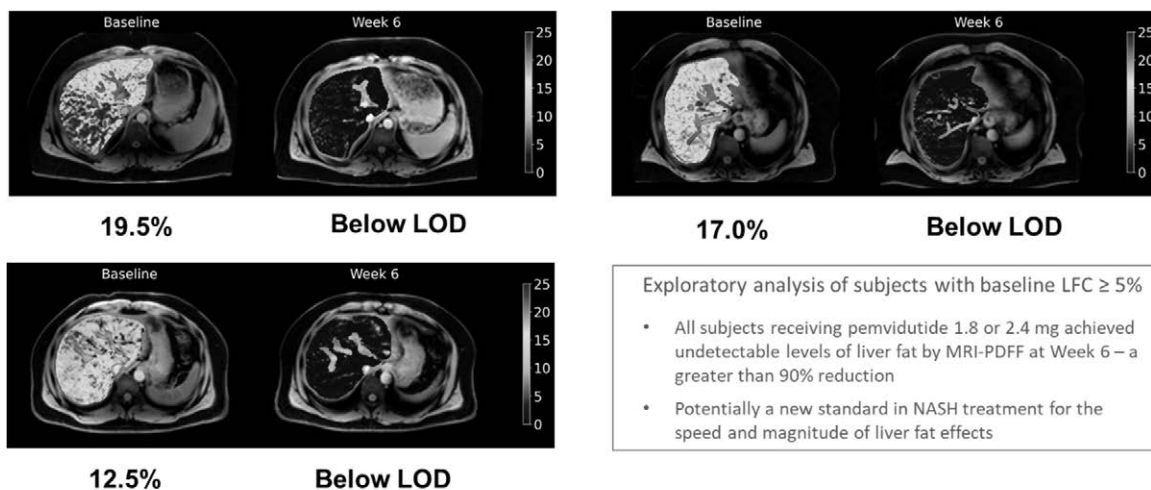 Baseline
Week 6
25
20
15
10
5
0
19.5%
Below LOD
Baseline
Week 6
25
20
15
10
5
0
17.0%
Below LOD
Baseline
Week 6
25
20
15
10
5
0
12.5%
Below LOD
Exploratory analysis of subjects with baseline LFC ≥ 5%
• All subjects receiving pemvidutide 1.8 or 2.4 mg achieved
undetectable levels of liver fat by MRI-PDFF at Week 6 – a
greater than 90% reduction
• Potentially a new standard in NASH treatment for the
speed and magnitude of liver fat effects